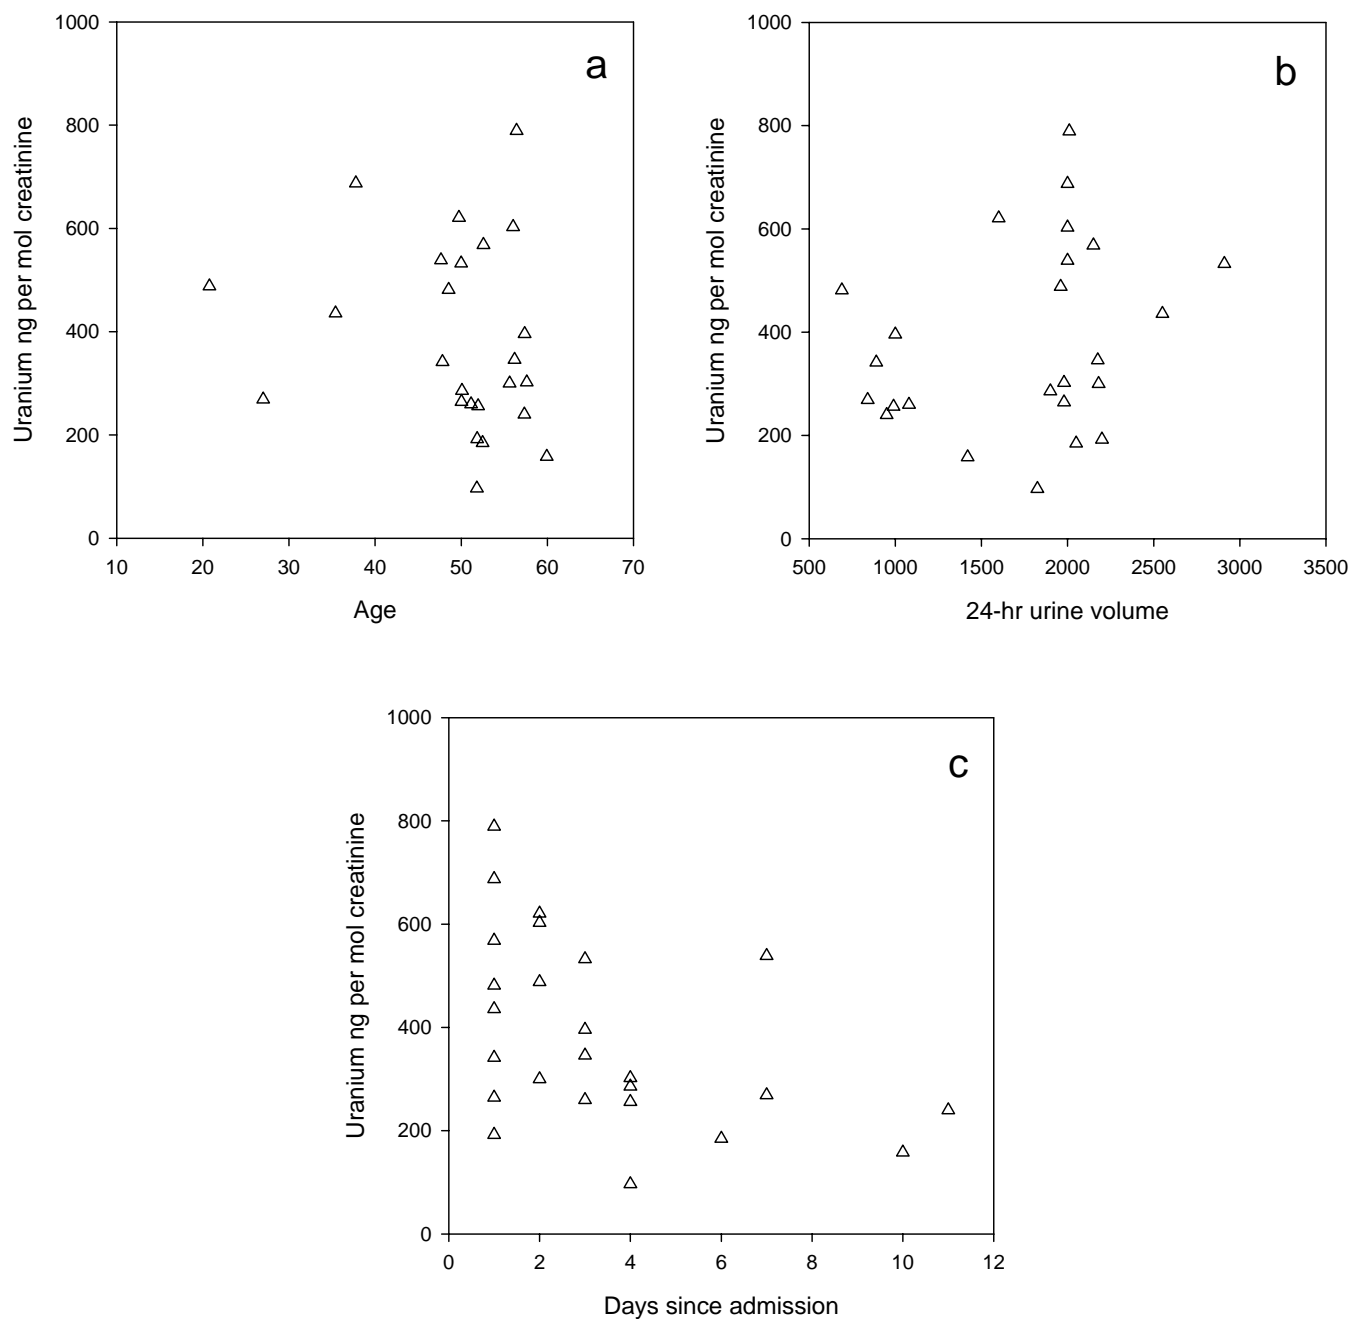 a
Uranium ng per mol creatinine
1000
800
600
400
200
0
10 20 30 40 50 60 70
Age
b
Uranium ng per mol creatinine
1000
800
600
400
200
0
500 1000 1500 2000 2500 3000 3500
24-hr urine volume
c
Uranium ng per mol creatinine
1000
800
600
400
200
0
0 2 4 6 8 10 12
Days since admission